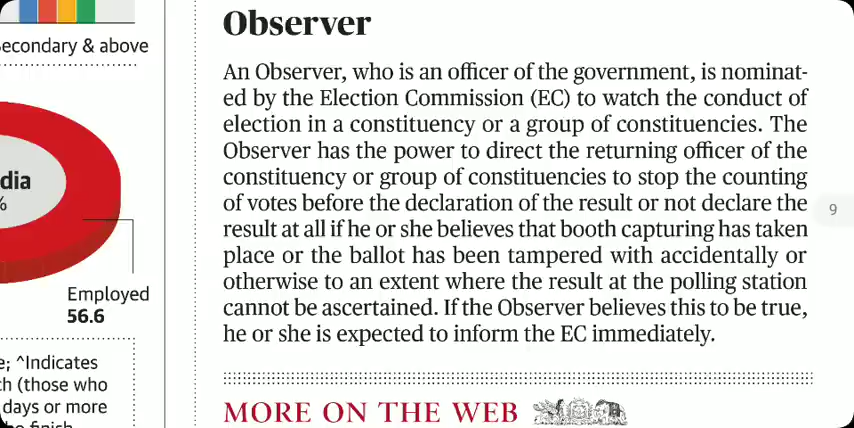 Observer
An Observer, who is an officer of the government, is nominat-
ed by the Election Commission (EC) to watch the conduct of
election in a constituency or a group of constituencies. The
Observer has the power to direct the returning officer of the
constituency or group of constituencies to stop the counting
of votes before the declaration of the result or not declare the
result at all if he or she believes that booth capturing has taken
place or the ballot has been tampered with accidentally or
otherwise to an extent where the result at the polling station
cannot be ascertained. If the Observer believes this to be true,
he or she is expected to inform the EC immediately.
MORE ON THE WEB
econdary & above
dia
%
Employed
56.6
e; ^Indicates
ch (those who
days or more
9